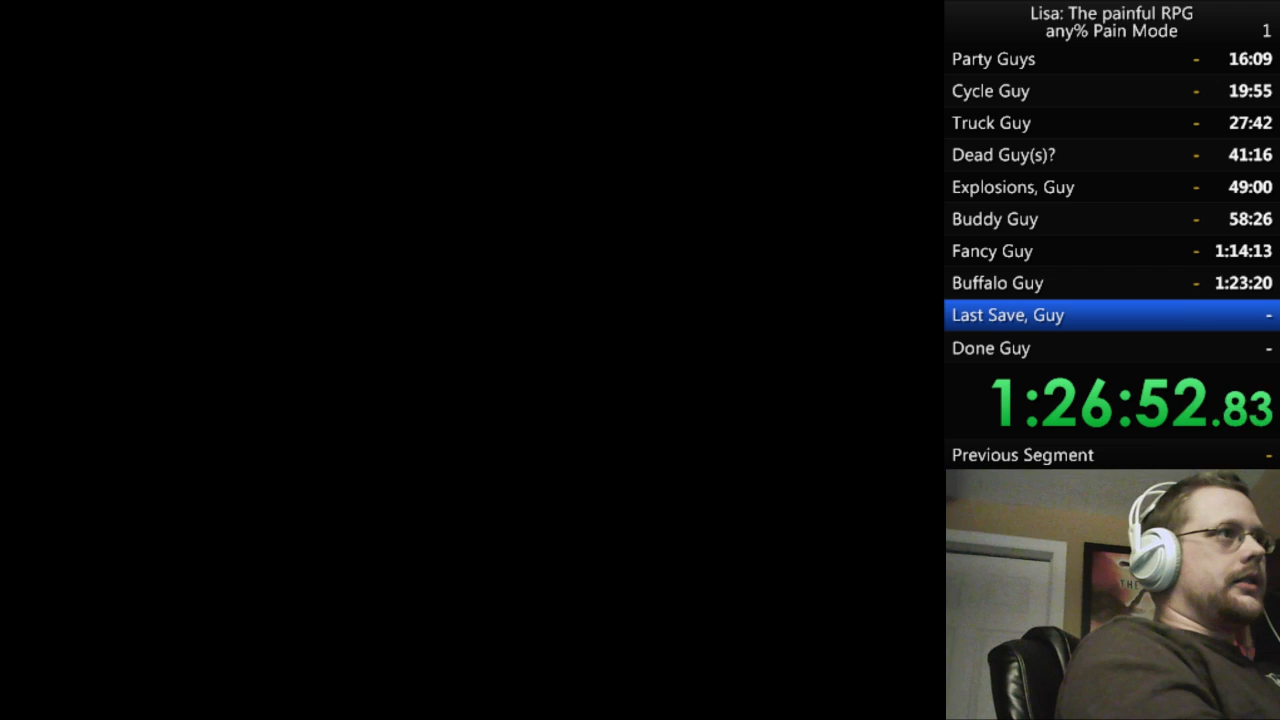 Lisa: The painful RPG
any% Pain Mode 1
Party Guys - 16:09
Cycle Guy - 19:55
Truck Guy - 27:42
Dead Guy(s)? - 41:16
Explosions, Guy - 49:00
Buddy Guy - 58:26
Fancy Guy - 1:14:13
Buffalo Guy - 1:23:20
Last Save, Guy -
Done Guy -
1:26:52.83
Previous Segment -
THE